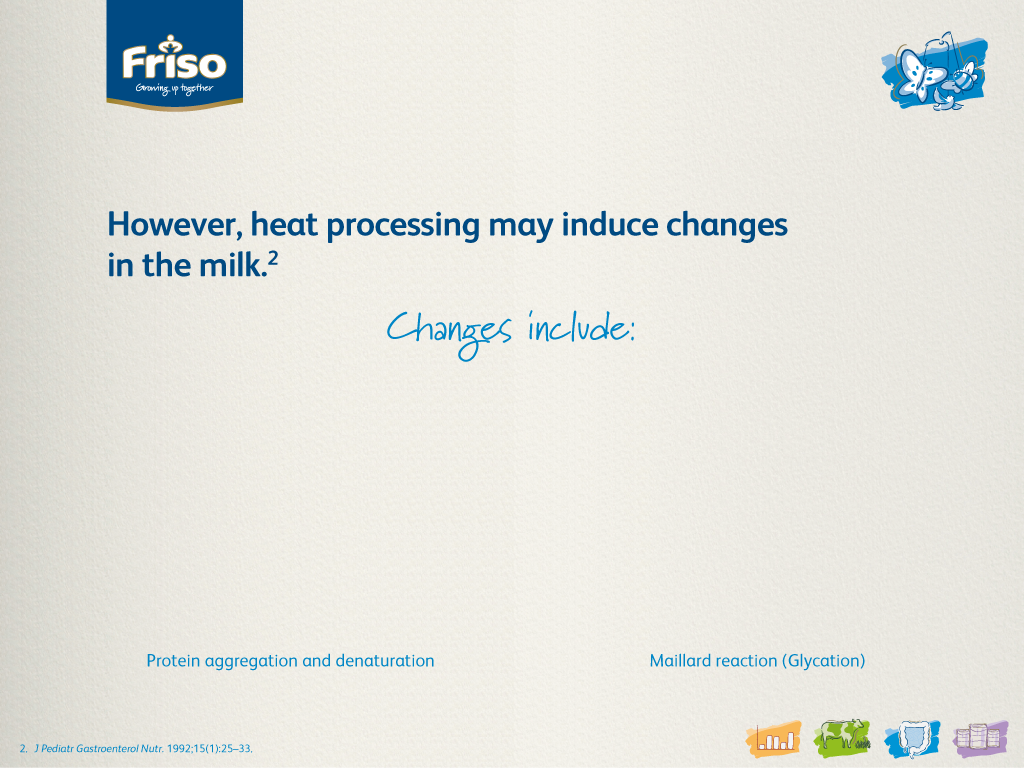 Friso
Growing up together
However, heat processing may induce changes
in the milk.²
Changes include:
Protein aggregation and denaturation
Maillard reaction (Glycation)
2. J Pediatr Gastroenterol Nutr. 1992;15(1):25–33.